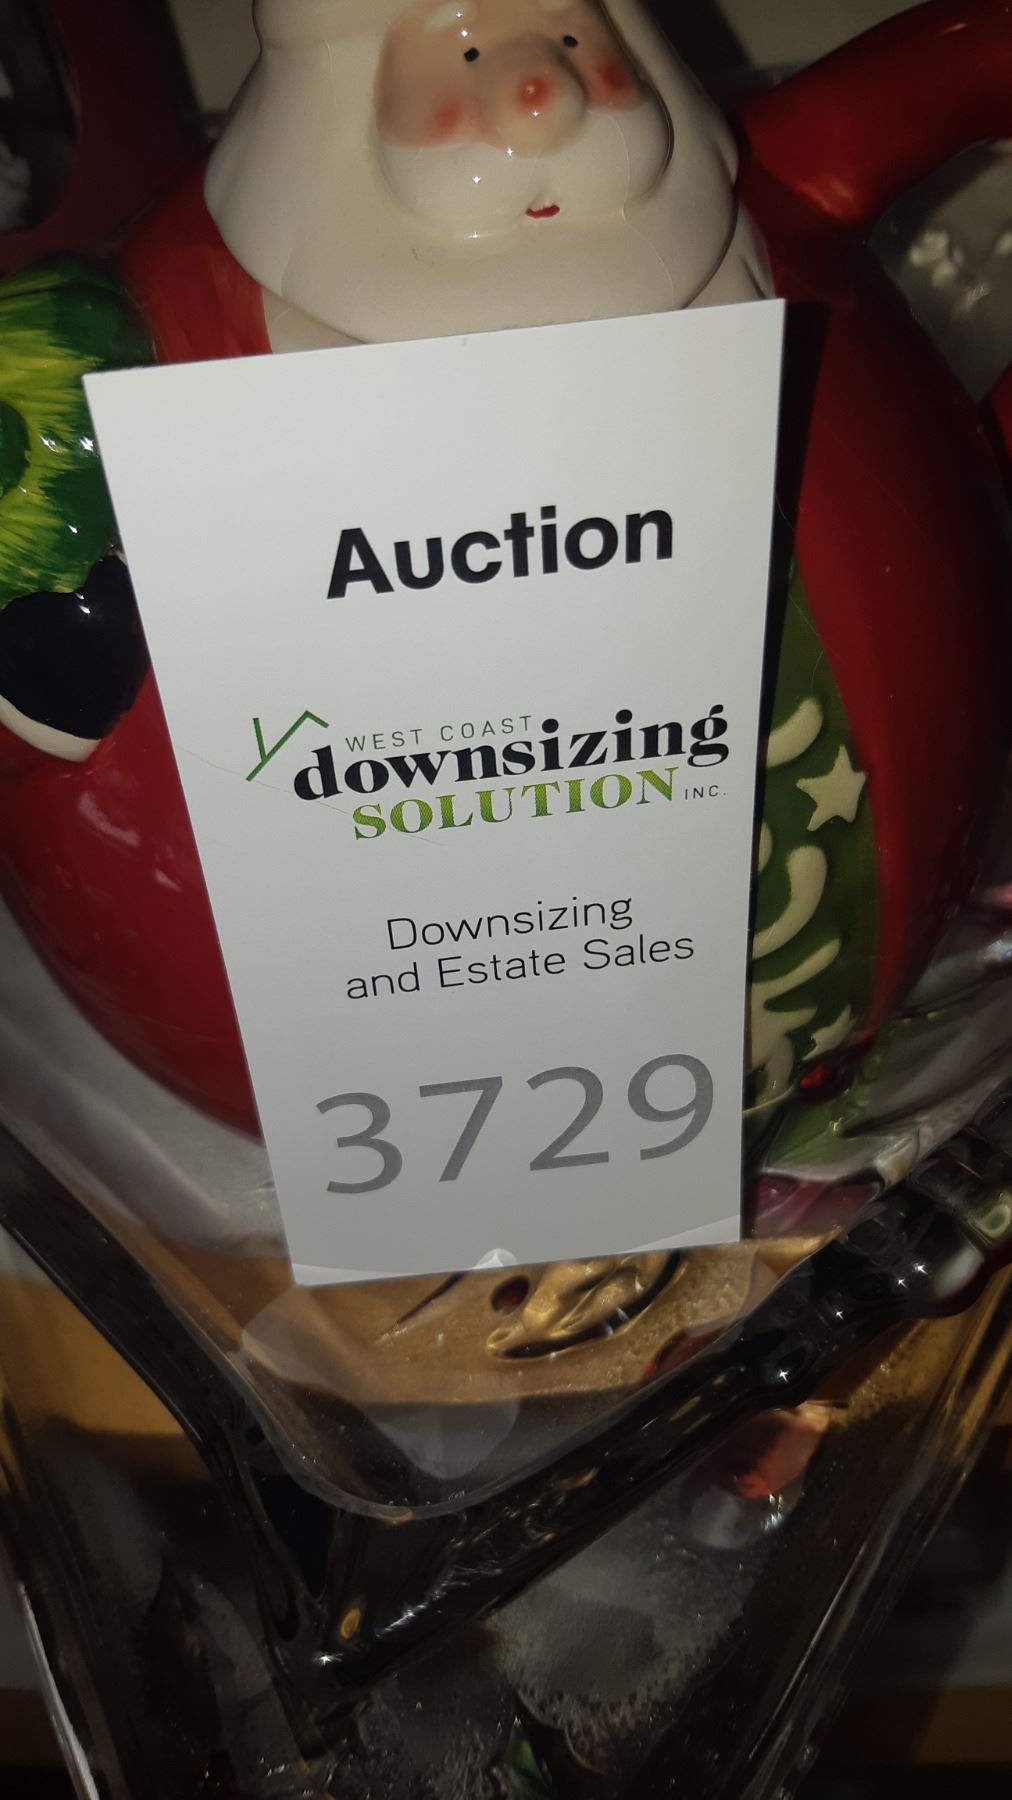 Auction
WEST COAST
downsizing
SOLUTION INC.
Downsizing
and Estate Sales
3729